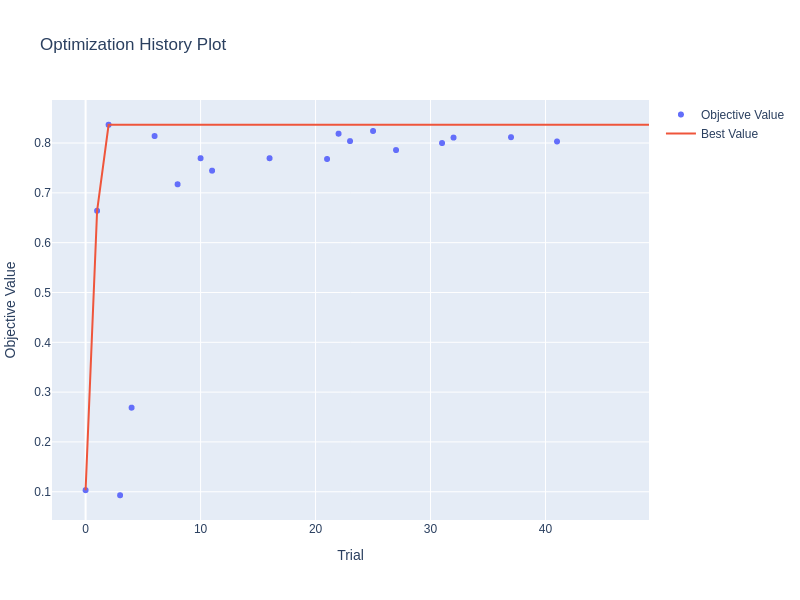 Optimization History Plot
Objective Value
Best Value
0.8
0.7
0.6
0.5
0.4
0.3
0.2
0.1
Objective Value
0 10 20 30 40
Trial